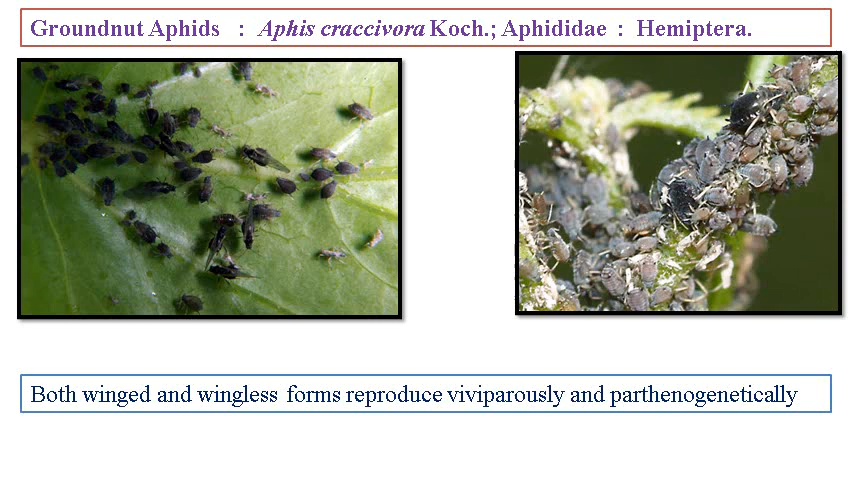 Groundnut Aphids : Aphis craccivora Koch.; Aphididae : Hemiptera.
Both winged and wingless forms reproduce viviparously and parthenogenetically